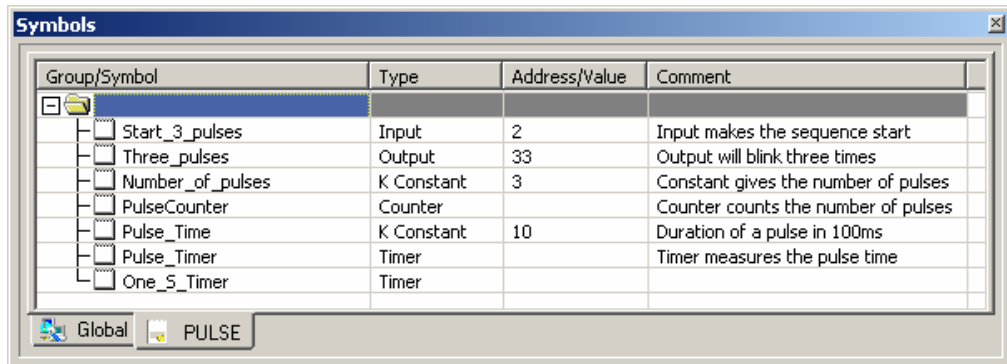 Symbols
Group/Symbol Type Address/Value Comment
Start_3_pulses Input 2 Input makes the sequence start
Three_pulses Output 33 Output will blink three times
Number_of_pulses K Constant 3 Constant gives the number of pulses
PulseCounter Counter Counter counts the number of pulses
Pulse_Time K Constant 10 Duration of a pulse in 100ms
Pulse_Timer Timer Timer measures the pulse time
One_S_Timer Timer
Global PULSE